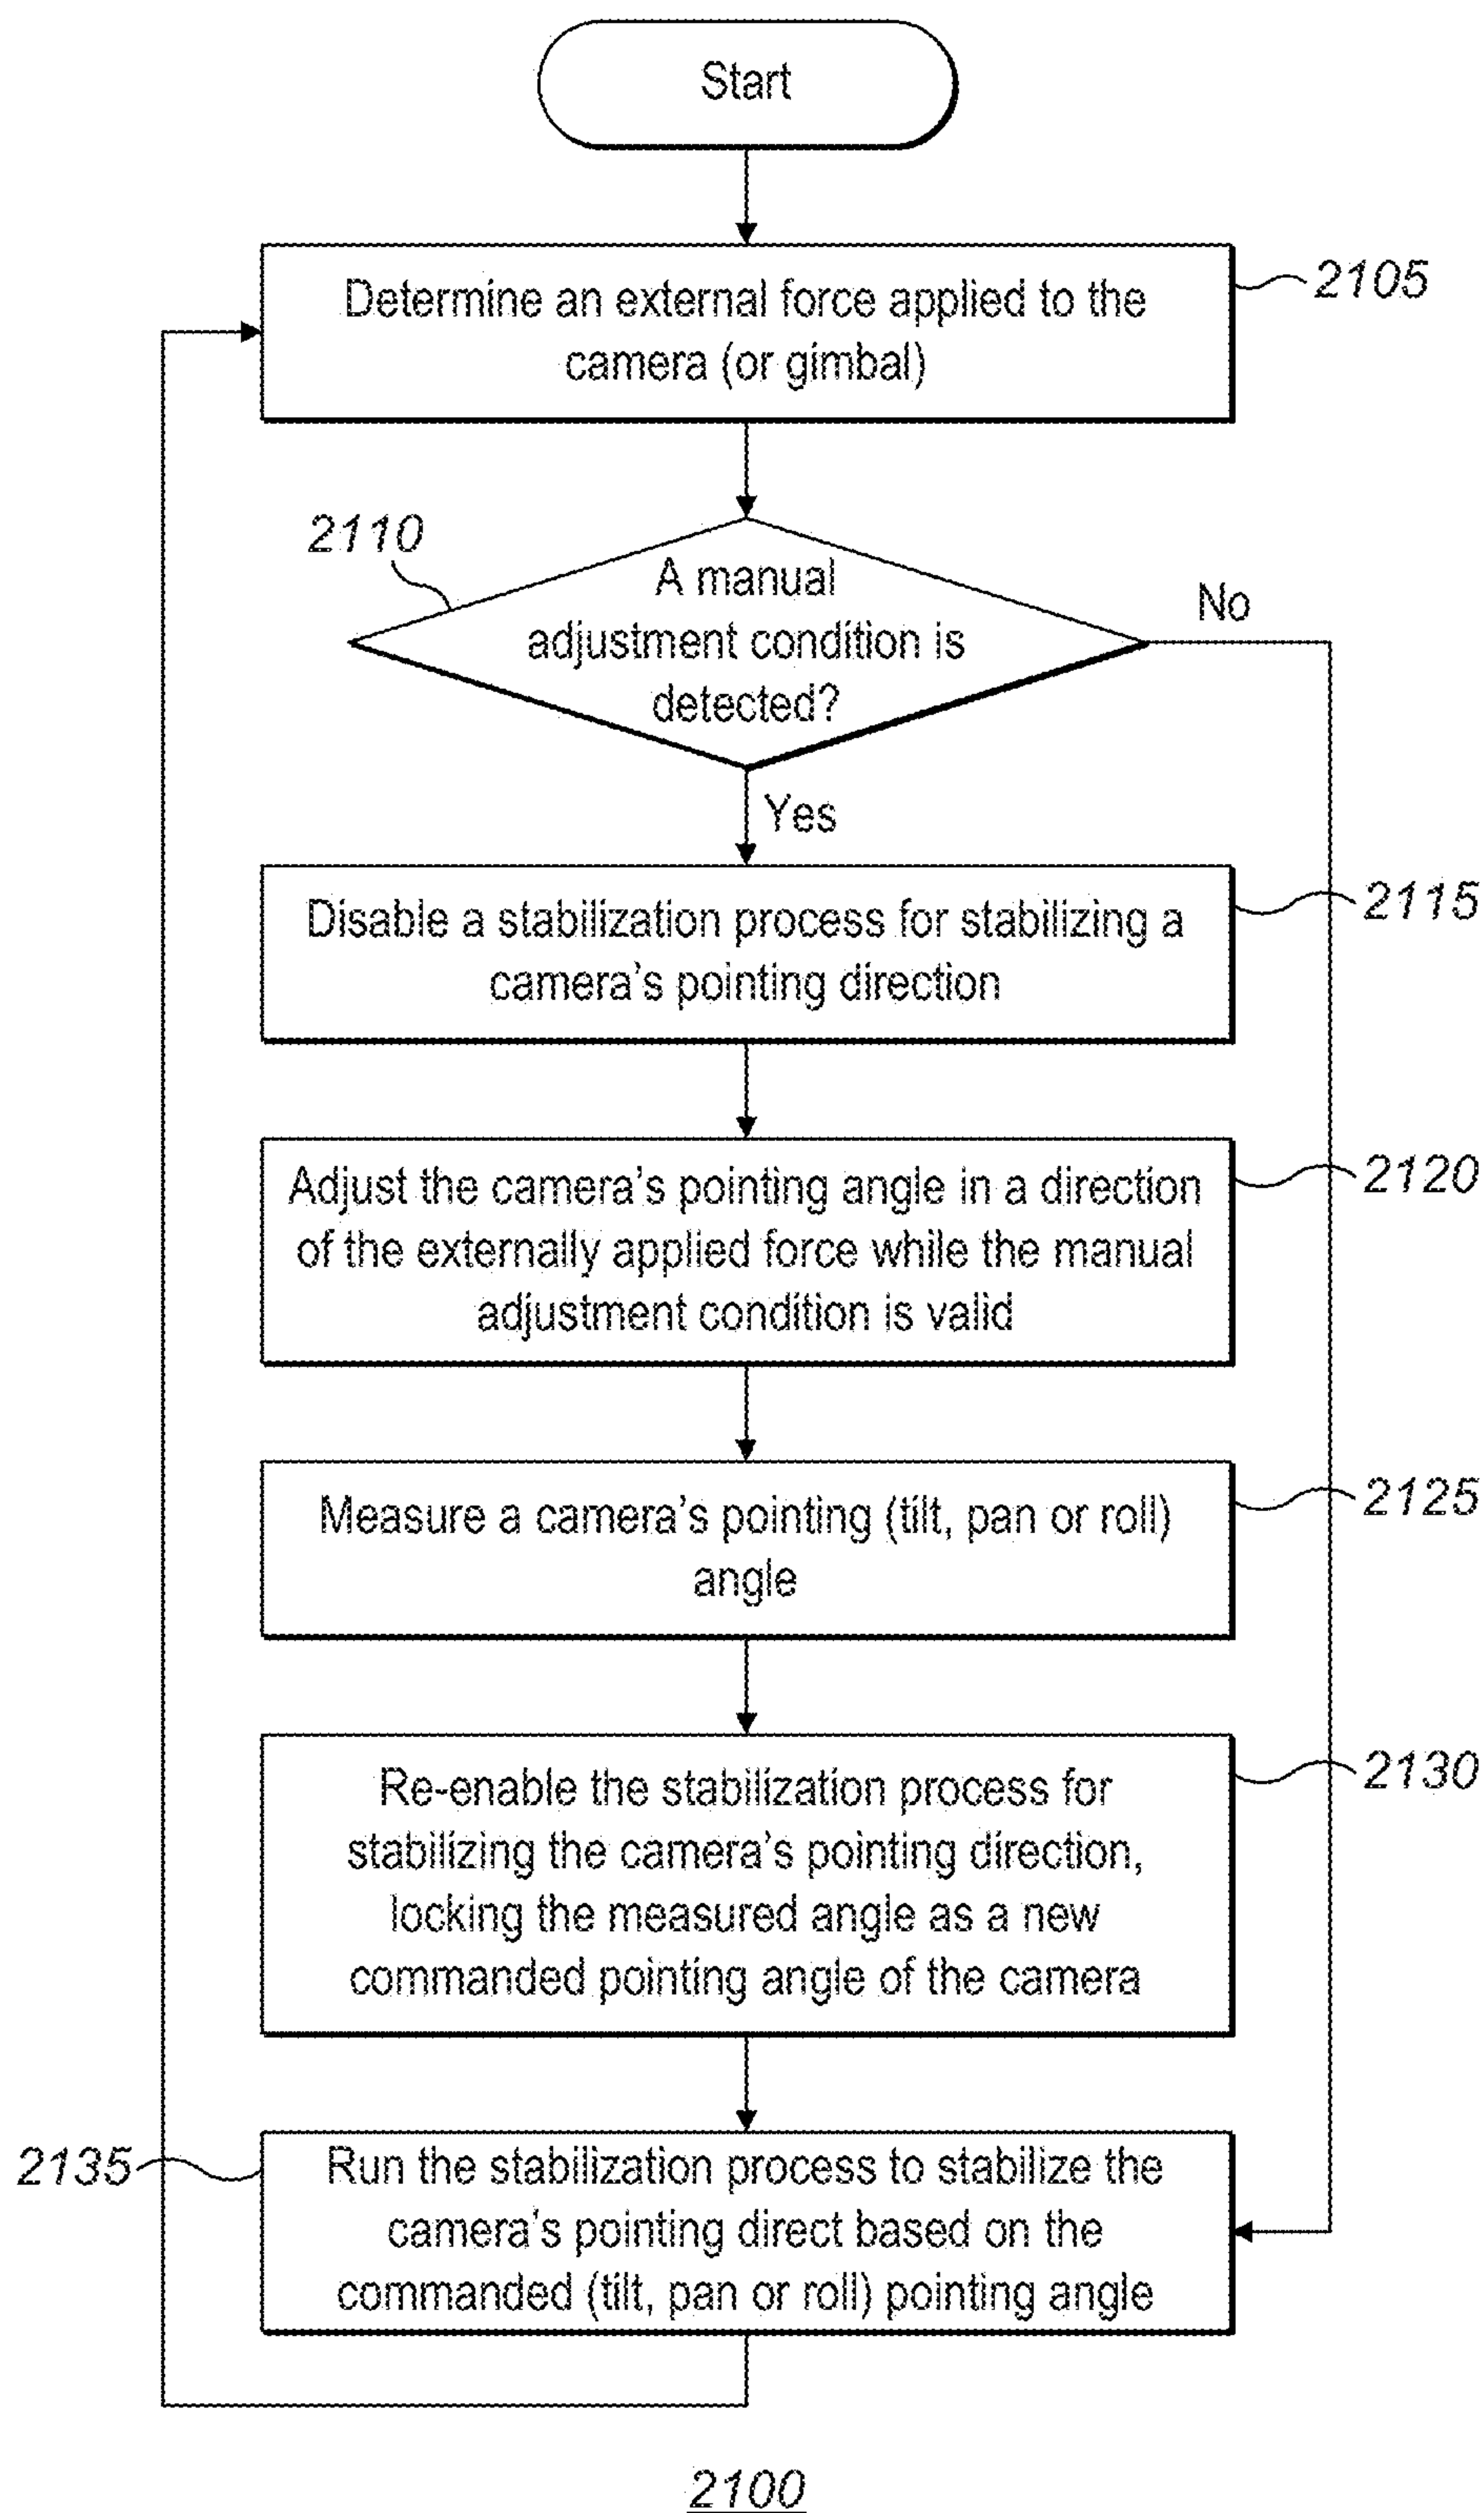 Start
Determine an external force applied to the
camera (or gimbal)
2105
2110
A manual
adjustment condition is
detected?
No
Yes
Disable a stabilization process for stabilizing a
camera's pointing direction
2115
Adjust the camera's pointing angle in a direction
of the externally applied force while the manual
adjustment condition is valid
2120
Measure a camera's pointing (tilt, pan or roll)
angle
2125
Re-enable the stabilization process for
stabilizing the camera's pointing direction,
locking the measured angle as a new
commanded pointing angle of the camera
2130
2135
Run the stabilization process to stabilize the
camera's pointing direct based on the
commanded (tilt, pan or roll) pointing angle
2100